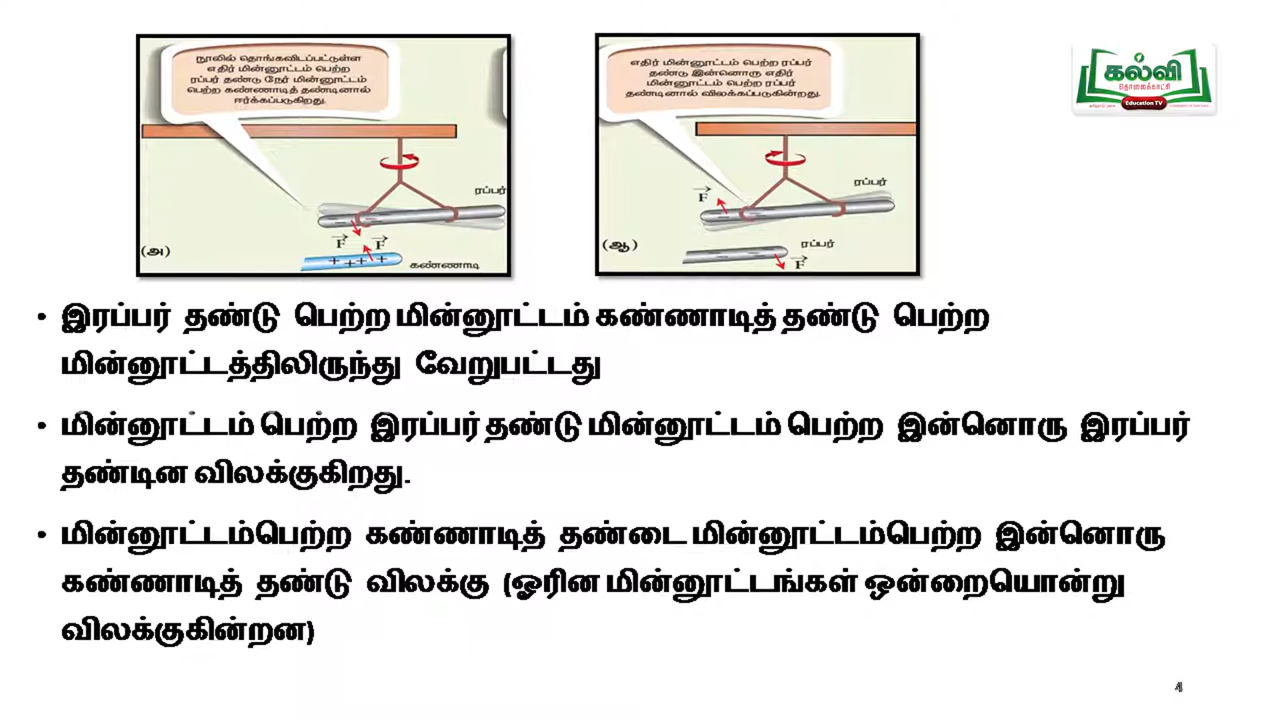 நூலில் தொங்கவிடப்பட்டுள்ள
எதிர் மின்னூட்டம் பெற்ற
ரப்பர் தண்டு நேர் மின்னூட்டம்
பெற்ற கண்ணாடித் தண்டினால்
ஈர்க்கப்படுகிறது.
ரப்பர்
F
F
(அ)
கண்ணாடி
எதிர் மின்னூட்டம் பெற்ற ரப்பர்
தண்டு இன்னொரு எதிர்
மின்னூட்டம் பெற்ற ரப்பர்
தண்டினால் விலக்கப்படுகின்றது.
ரப்பர்
F
(ஆ)
ரப்பர்
F
கல்வி
தொலைக்காட்சி
Education TV
• இரப்பர் தண்டு பெற்ற மின்னூட்டம் கண்ணாடித் தண்டு பெற்ற
மின்னூட்டத்திலிருந்து வேறுபட்டது
• மின்னூட்டம் பெற்ற இரப்பர் தண்டு மின்னூட்டம் பெற்ற இன்னொரு இரப்பர்
தண்டின விலக்குகிறது.
• மின்னூட்டம்பெற்ற கண்ணாடித் தண்டை மின்னூட்டம்பெற்ற இன்னொரு
கண்ணாடித் தண்டு விலக்கு (ஓரின மின்னூட்டங்கள் ஒன்றையொன்று
விலக்குகின்றன)
4